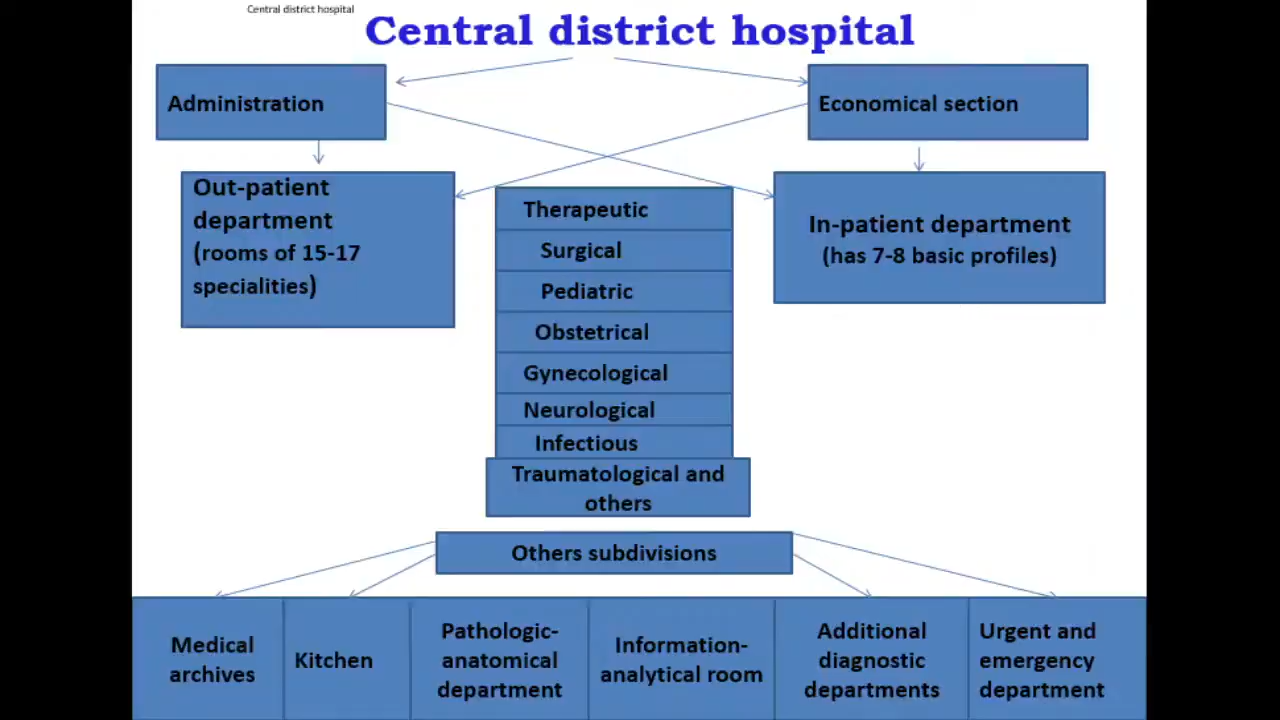 Central district hospital
Central district hospital
Administration
Economical section
Out-patient
department
(rooms of 15-17
specialities)
In-patient department
(has 7-8 basic profiles)
Therapeutic
Surgical
Pediatric
Obstetrical
Gynecological
Neurological
Infectious
Traumatological and
others
Others subdivisions
Medical
archives
Kitchen
Pathologic-
anatomical
department
Information-
analytical room
Additional
diagnostic
departments
Urgent and
emergency
department